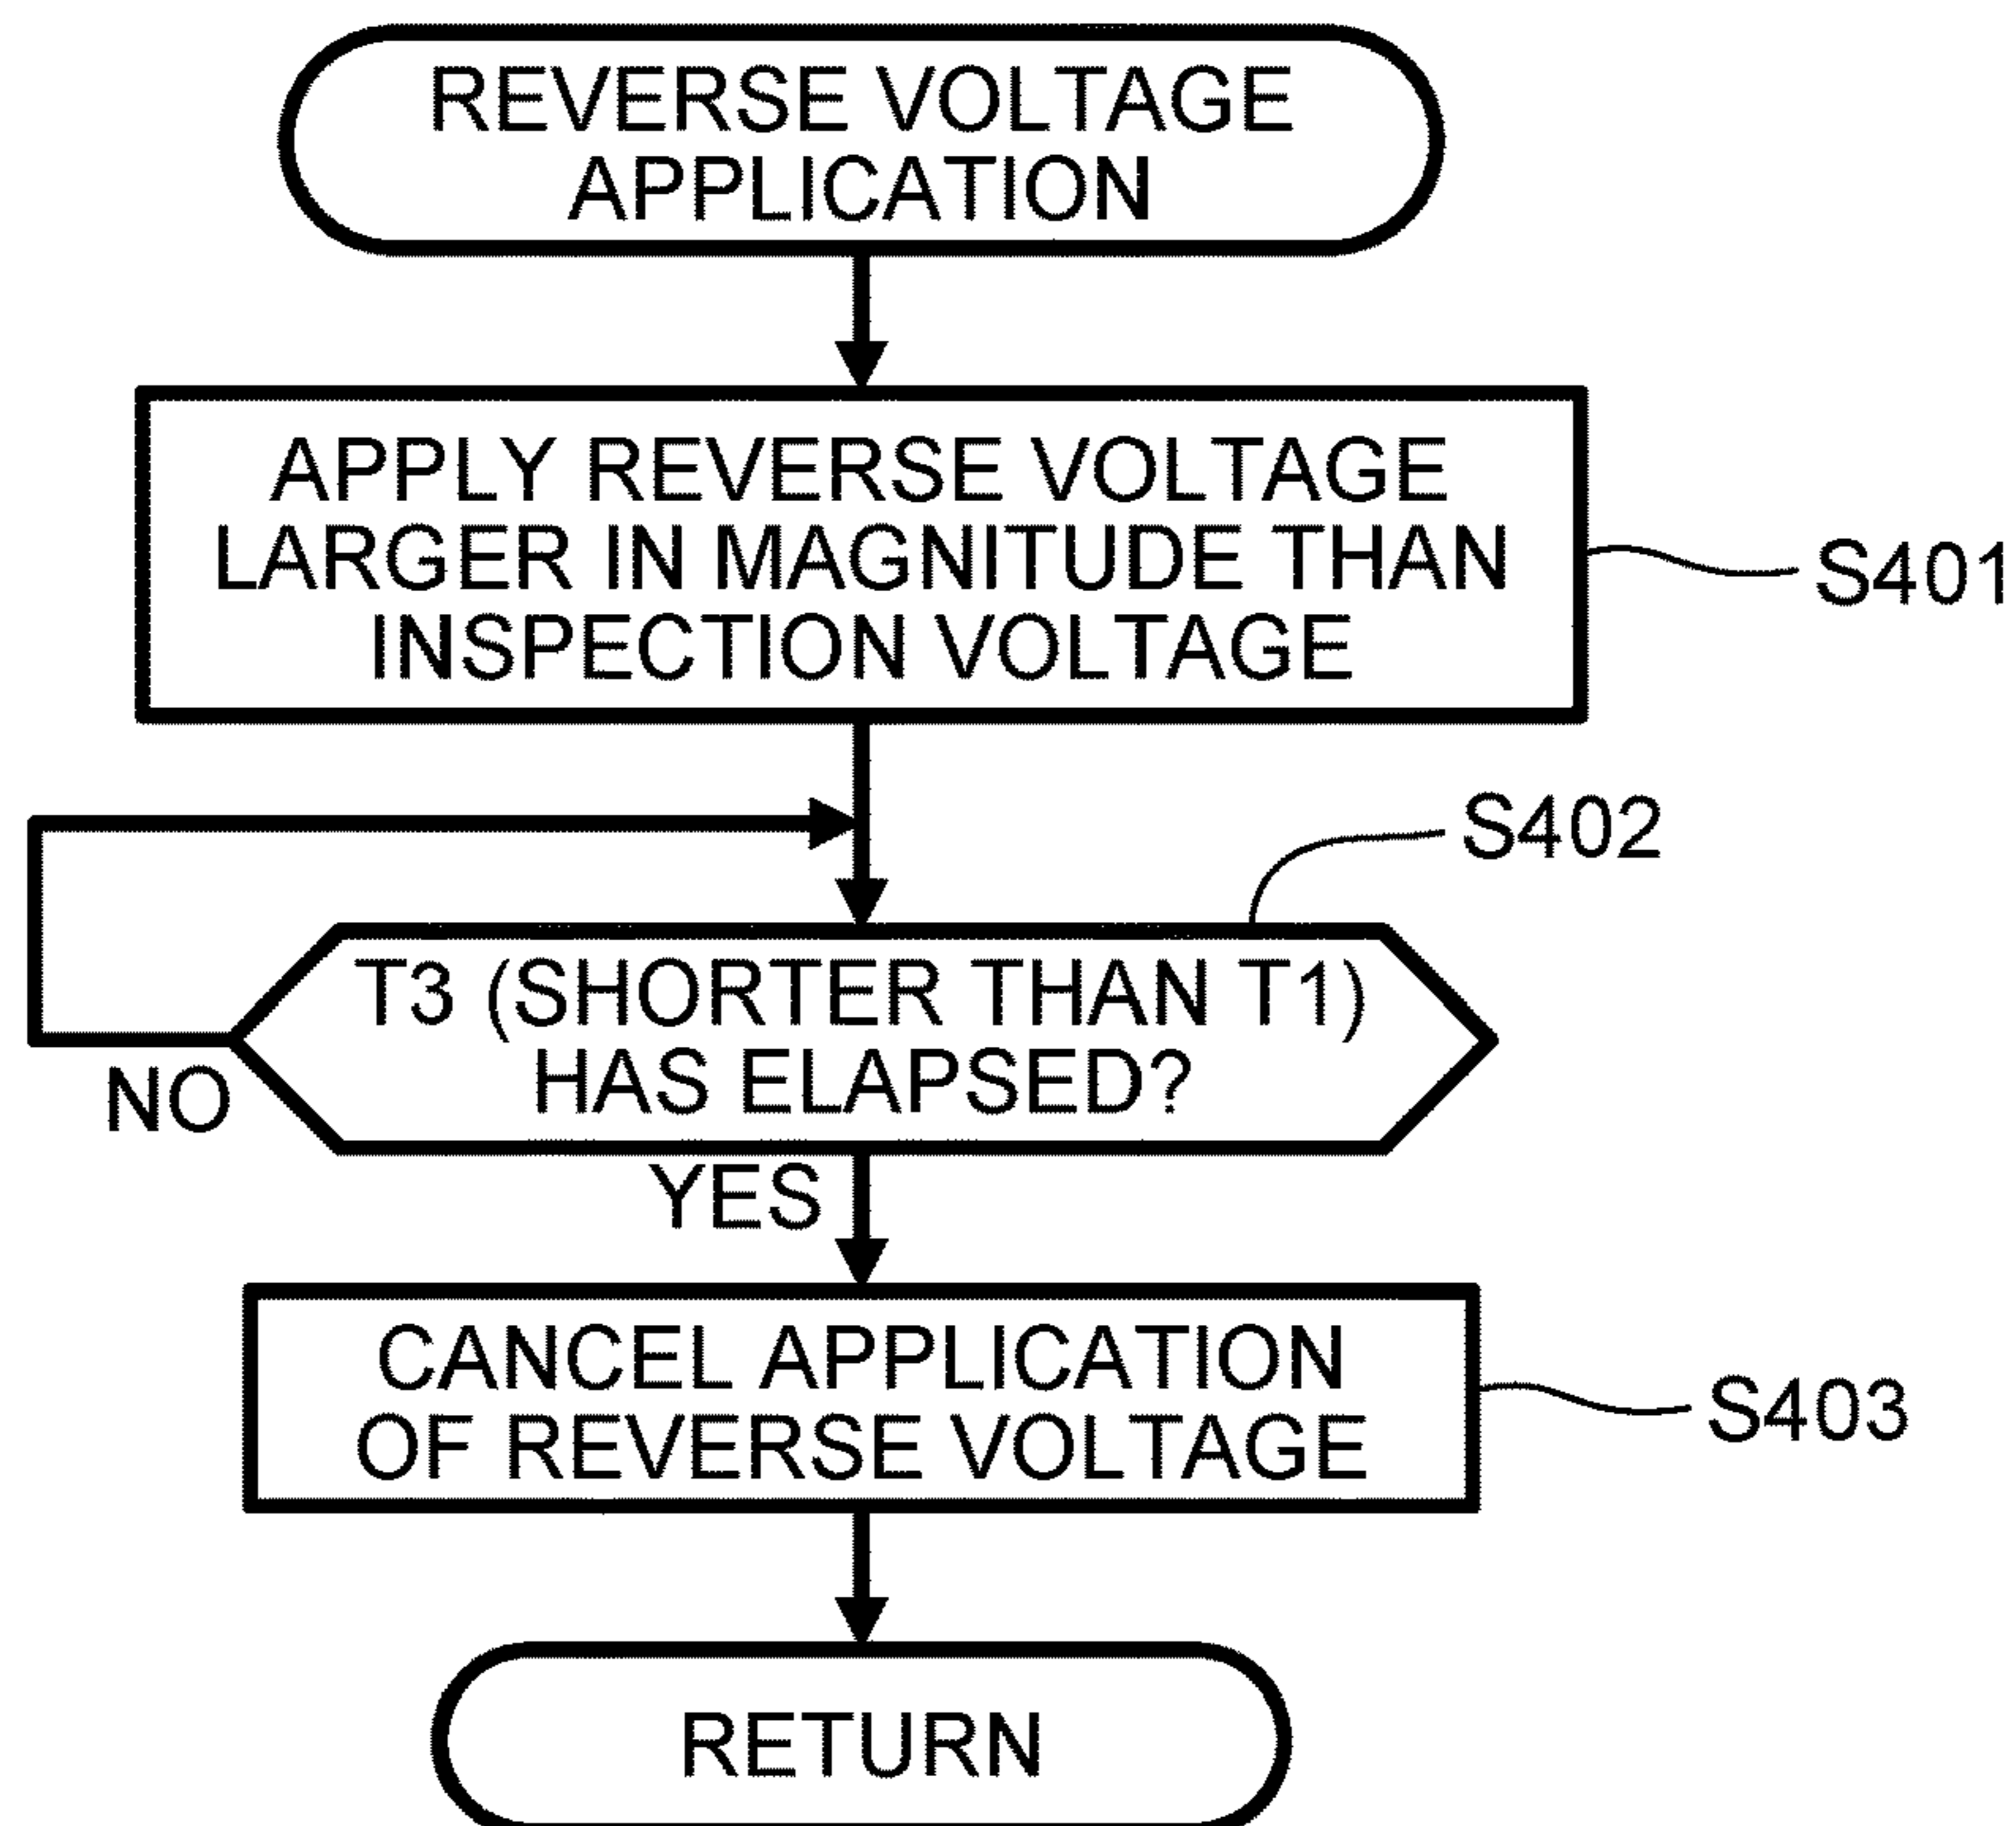 REVERSE VOLTAGE
APPLICATION
APPLY REVERSE VOLTAGE
LARGER IN MAGNITUDE THAN
INSPECTION VOLTAGE
S401
S402
T3 (SHORTER THAN T1)
HAS ELAPSED?
NO
YES
CANCEL APPLICATION
OF REVERSE VOLTAGE
S403
RETURN